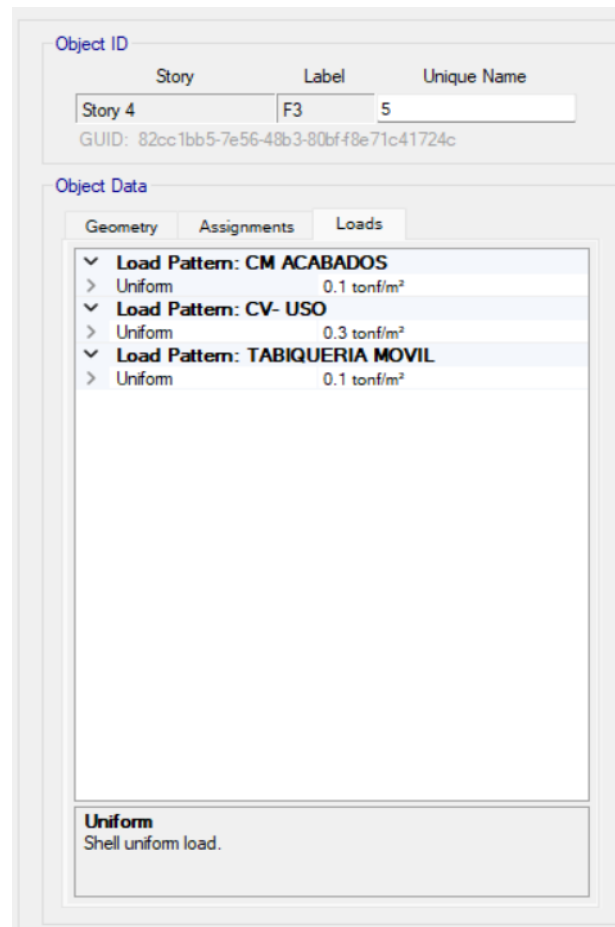 Object ID
Story Label Unique Name
Story 4 F3 5
GUID: 82cc1bb5-7e56-48b3-80bf-f8e71c41724c
Object Data
Geometry Assignments Loads
Load Pattern: CM ACABADOS
Uniform 0.1 tonf/m²
Load Pattern: CV- USO
Uniform 0.3 tonf/m²
Load Pattern: TABIQUERIA MOVIL
Uniform 0.1 tonf/m²
Uniform
Shell uniform load.